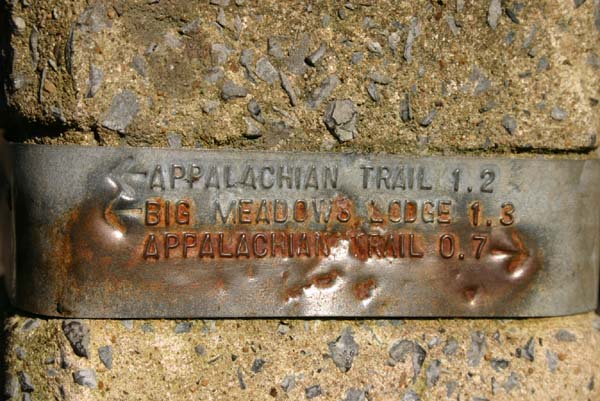 APPALACHIAN TRAIL 1.2
BIG MEADOWS LODGE 1.3
APPALACHIAN TRAIL 0.7